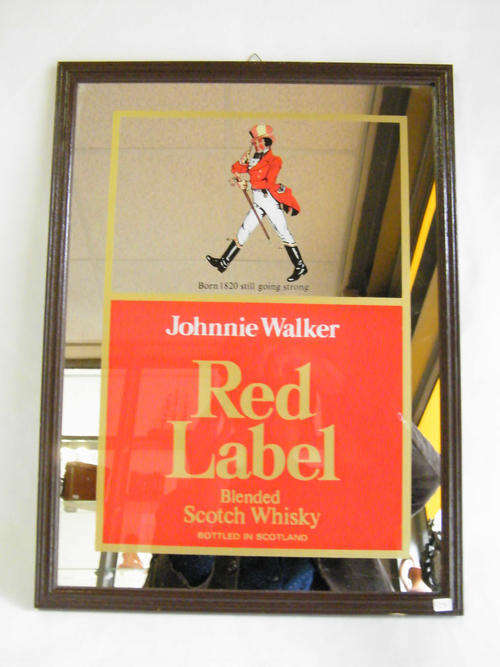 Born 1820 still going strong
Johnnie Walker
Red
Label
Blended
Scotch Whisky
BOTTLED IN SCOTLAND